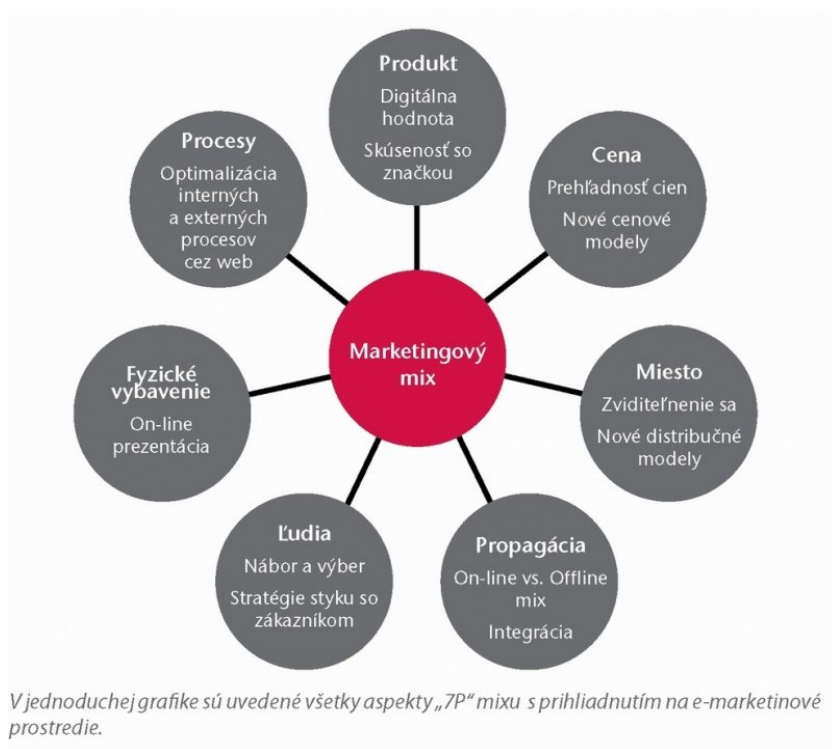 Produkt
Digitálna
hodnota
Skúsenosť so
značkou
Cena
Prehľadnosť cien
Nové cenové
modely
Miesto
Zviditeľnenie sa
Nové distribučné
modely
Propagácia
On-line vs. Offline
mix
Integrácia
Ľudia
Nábor a výber
Stratégie styku so
zákazníkom
Fyzické
vybavenie
On-line
prezentácia
Procesy
Optimalizácia
interných
a externých
procesov
cez web
Marketingový
mix
V jednoduchej grafike sú uvedené všetky aspekty „7P“ mixu s prihliadnutím na e-marketinové
prostredie.